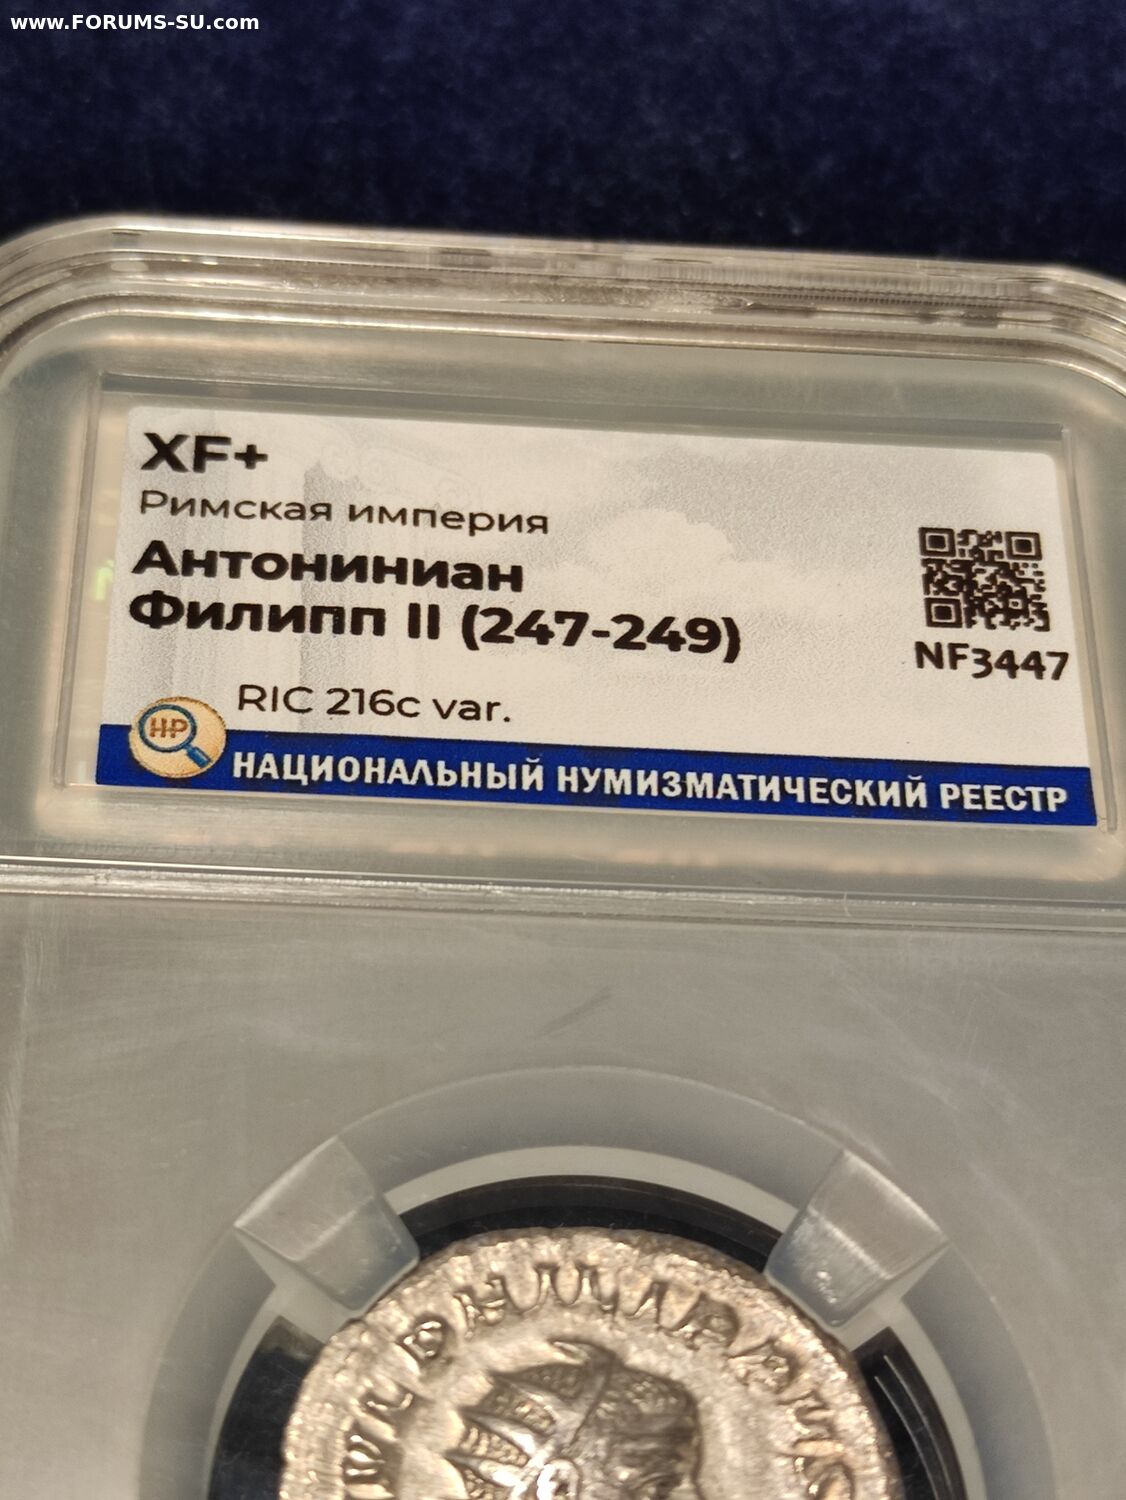 www.FORUMS-SU.com
XF+
Римская империя
Антониниан
Филипп II (247-249)
NF3447
RIC 216c var.
НР
НАЦИОНАЛЬНЫЙ НУМИЗМАТИЧЕСКИЙ РЕЕСТР